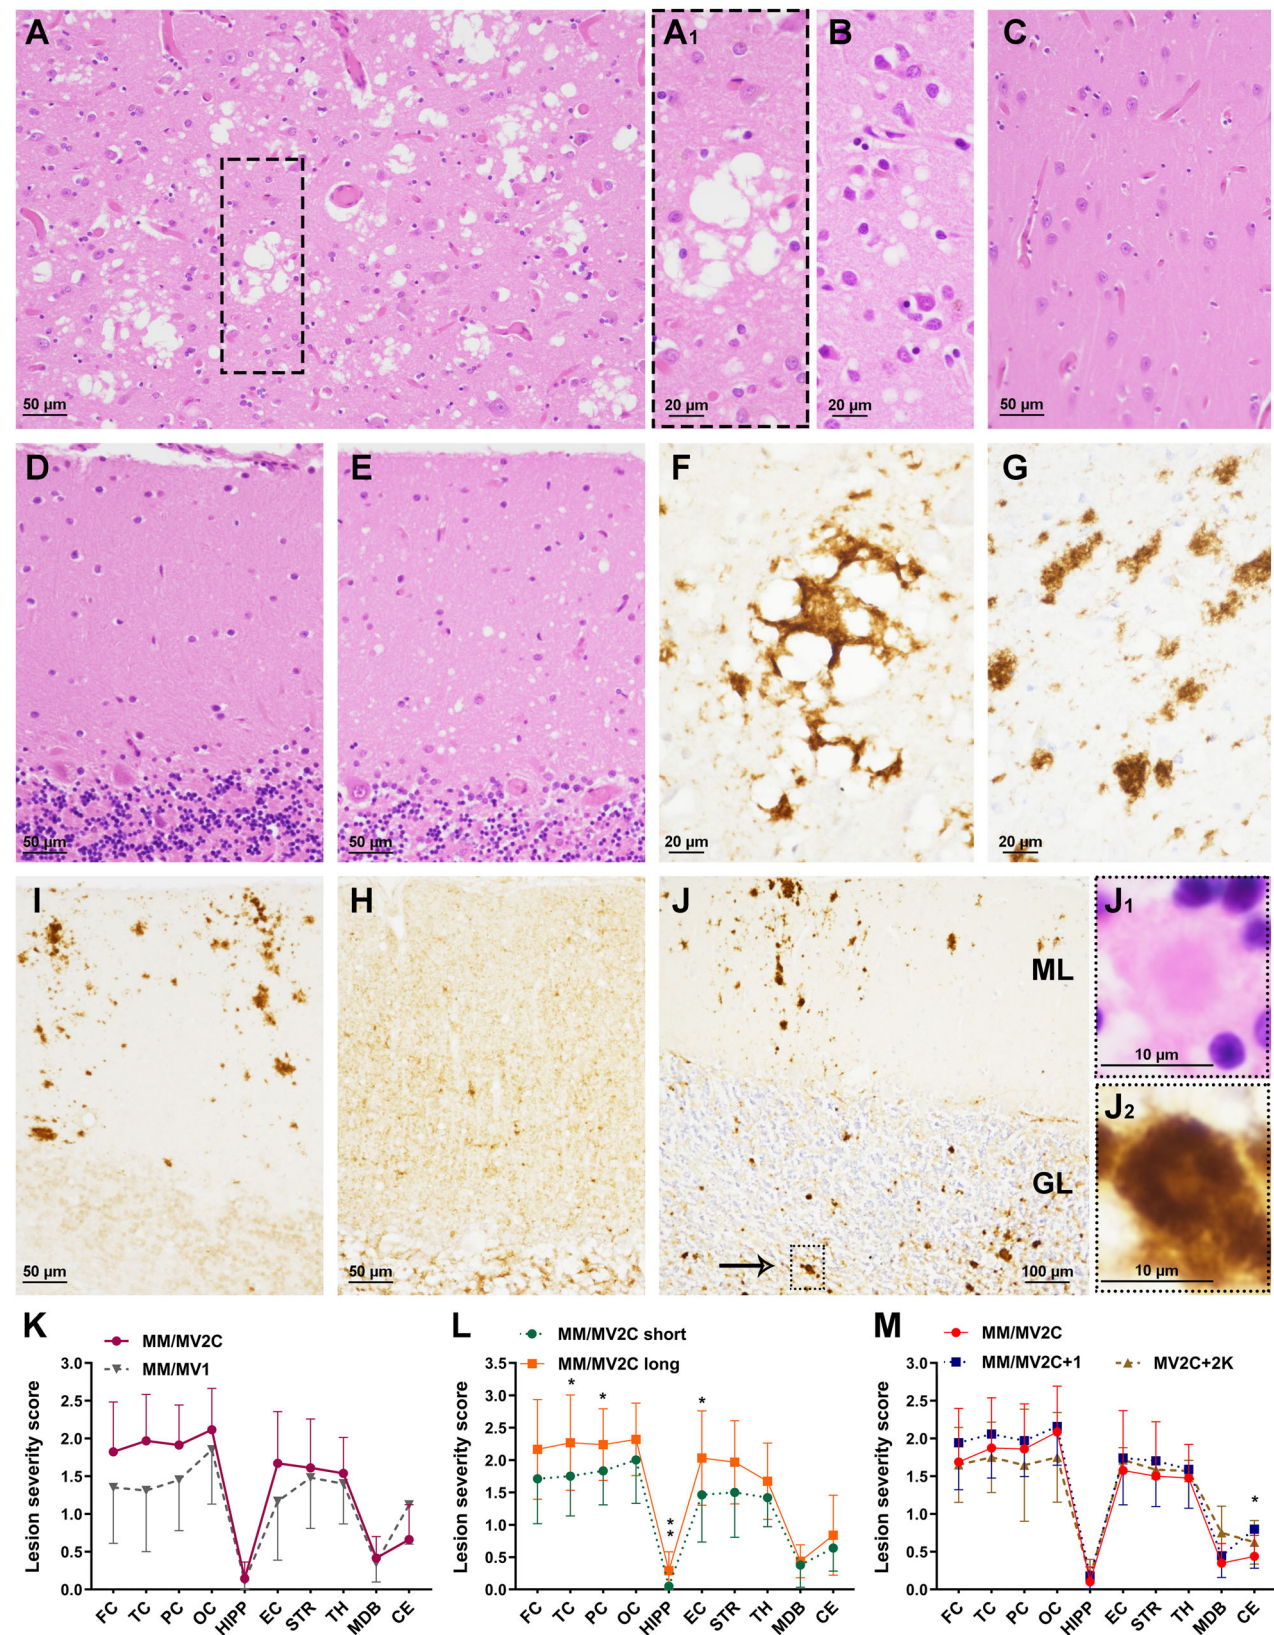 A
A1
B
C
50 µm
20 µm
20 µm
50 µm
D
E
F
G
50 µm
50 µm
20 µm
20 µm
I
H
J
J1
ML
10 µm
J2
GL
50 µm
50 µm
100 µm
10 µm
K
MM/MV2C
MM/MV1
Lesion severity score
3.0
2.5
2.0
1.5
1.0
0.5
0.0
FC
TC
PC
OC
HIPP
EC
STR
TH
MDB
CE
L
MM/MV2C short
MM/MV2C long
Lesion severity score
3.5
3.0
2.5
2.0
1.5
1.0
0.5
0.0
*
*
*
*
*
FC
TC
PC
OC
HIPP
EC
STR
TH
MDB
CE
M
MM/MV2C
MM/MV2C+1
MV2C+2K
Lesion severity score
3.0
2.5
2.0
1.5
1.0
0.5
0.0
*
FC
TC
PC
OC
HIPP
EC
STR
TH
MDB
CE